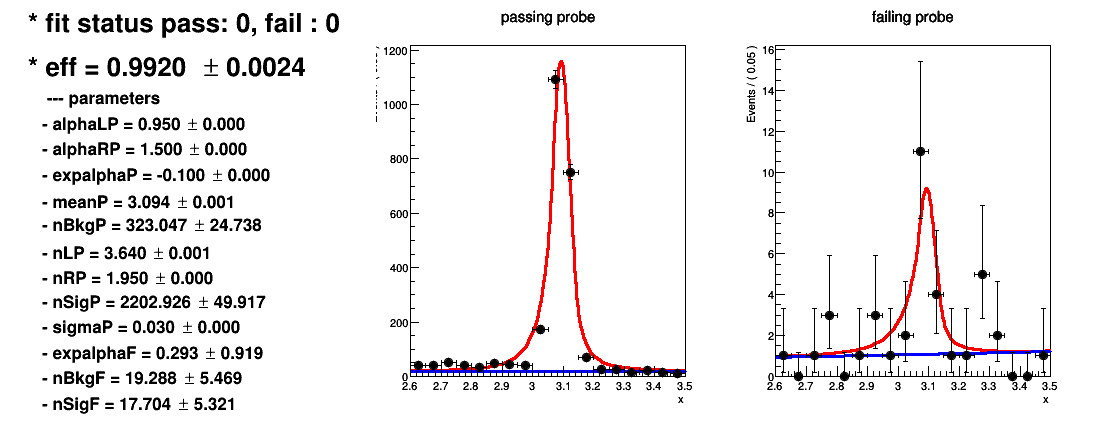 * fit status pass: 0, fail : 0
* eff = 0.9920 ± 0.0024
--- parameters
- alphaLP = 0.950 ± 0.000
- alphaRP = 1.500 ± 0.000
- expalphaP = -0.100 ± 0.000
- meanP = 3.094 ± 0.001
- nBkgP = 323.047 ± 24.738
- nLP = 3.640 ± 0.001
- nRP = 1.950 ± 0.000
- nSigP = 2202.926 ± 49.917
- sigmaP = 0.030 ± 0.000
- expalphaF = 0.293 ± 0.919
- nBkgF = 19.288 ± 5.469
- nSigF = 17.704 ± 5.321
passing probe
1200
1000
800
600
400
200
0
2.6 2.7 2.8 2.9 3 3.1 3.2 3.3 3.4 3.5
x
failing probe
Events / ( 0.05 )
16
14
12
10
8
6
4
2
0
2.6 2.7 2.8 2.9 3 3.1 3.2 3.3 3.4 3.5
x